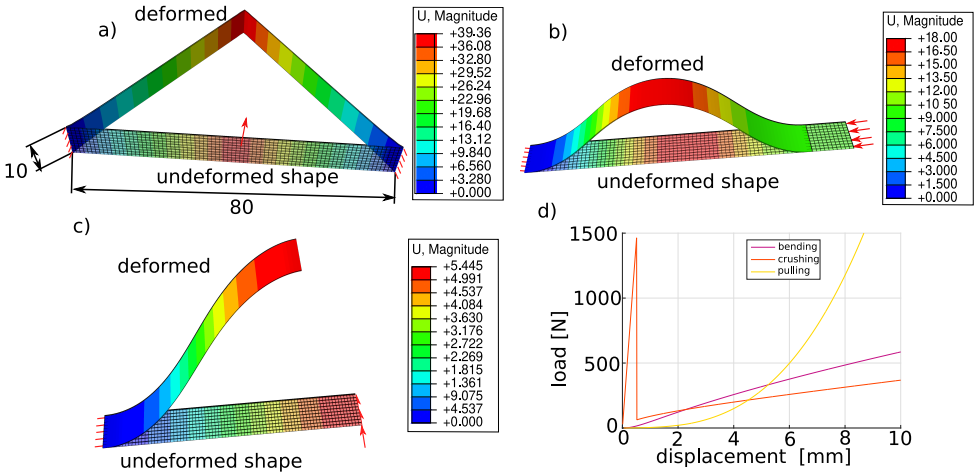 a)
deformed
U, Magnitude
+39.36
+36.08
+32.80
+29.52
+26.24
+22.96
+19.68
+16.40
+13.12
+9.840
+6.560
+3.280
+0.000
10
undeformed shape
80
b)
deformed
undeformed shape
U, Magnitude
+18.00
+16.50
+15.00
+13.50
+12.00
+10 50
+9.000
+7.500
+6.000
+4.500
+3.000
+1.500
+0.000
c)
deformed
undeformed shape
U, Magnitude
+5.445
+4.991
+4.537
+4.084
+3.630
+3.176
+2.722
+2.269
+1.815
+1.361
+9.075
+4.537
+0.000
d)
load [N]
1500
1000
500
0
bending
crushing
pulling
0 2 4 6 8 10
displacement [mm]